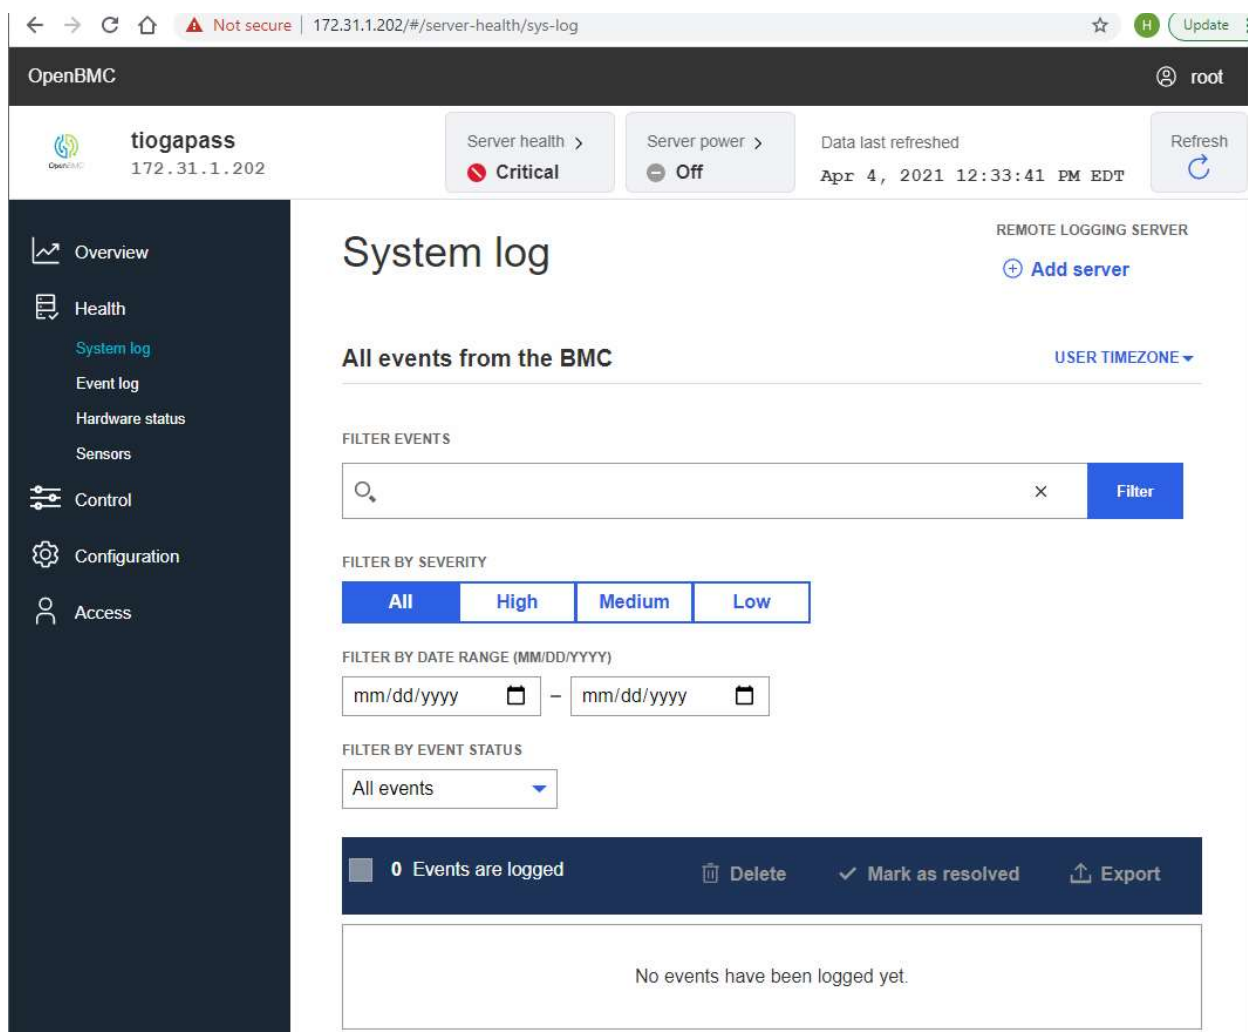 Not secure | 172.31.1.202/#/server-health/sys-log H Update
OpenBMC root
tiogapass
172.31.1.202
OpenBMC
Server health >
Critical
Server power >
Off
Data last refreshed
Apr 4, 2021 12:33:41 PM EDT
Refresh
Overview
Health
System log
Event log
Hardware status
Sensors
Control
Configuration
Access
System log
REMOTE LOGGING SERVER
Add server
All events from the BMC USER TIMEZONE
FILTER EVENTS
× Filter
FILTER BY SEVERITY
All High Medium Low
FILTER BY DATE RANGE (MM/DD/YYYY)
mm/dd/yyyy – mm/dd/yyyy
FILTER BY EVENT STATUS
All events
0 Events are logged Delete Mark as resolved Export
No events have been logged yet.